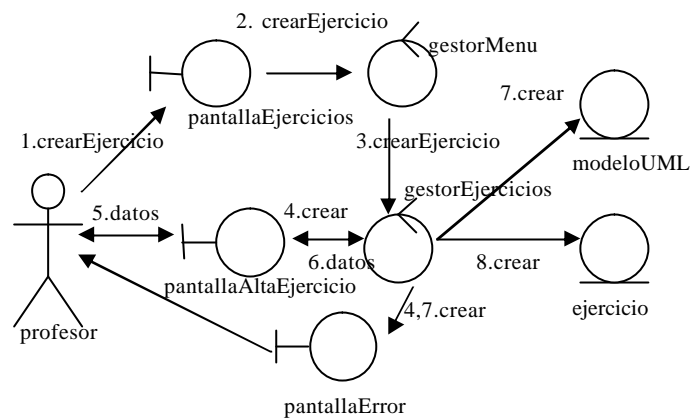 2. crearEjercicio
gestorMenu
7.crear
pantallaEjercicios
1.crearEjercicio
3.crearEjercicio
modeloUML
gestorEjercicios
5.datos
4.crear
6.datos
8.crear
pantallaAltaEjercicio
4,7.crear
ejercicio
profesor
pantallaError